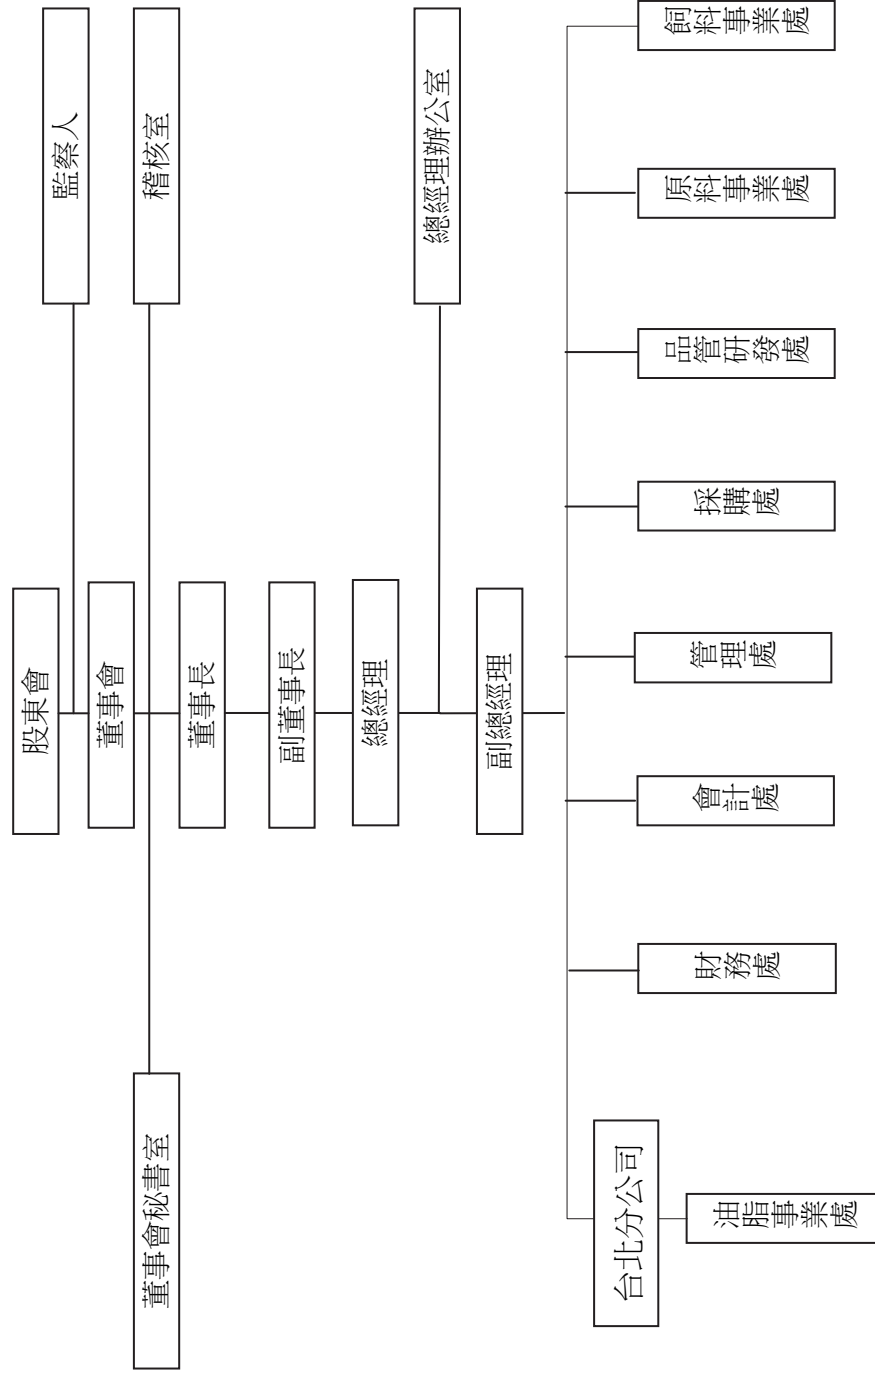 股東會
監察人
董事會
稽核室
董事會秘書室
董事長
副董事長
總經理
總經理辦公室
副總經理
台北分公司
油脂事業處
財務處
會計處
管理處
採購處
品管研發處
原料事業處
飼料事業處